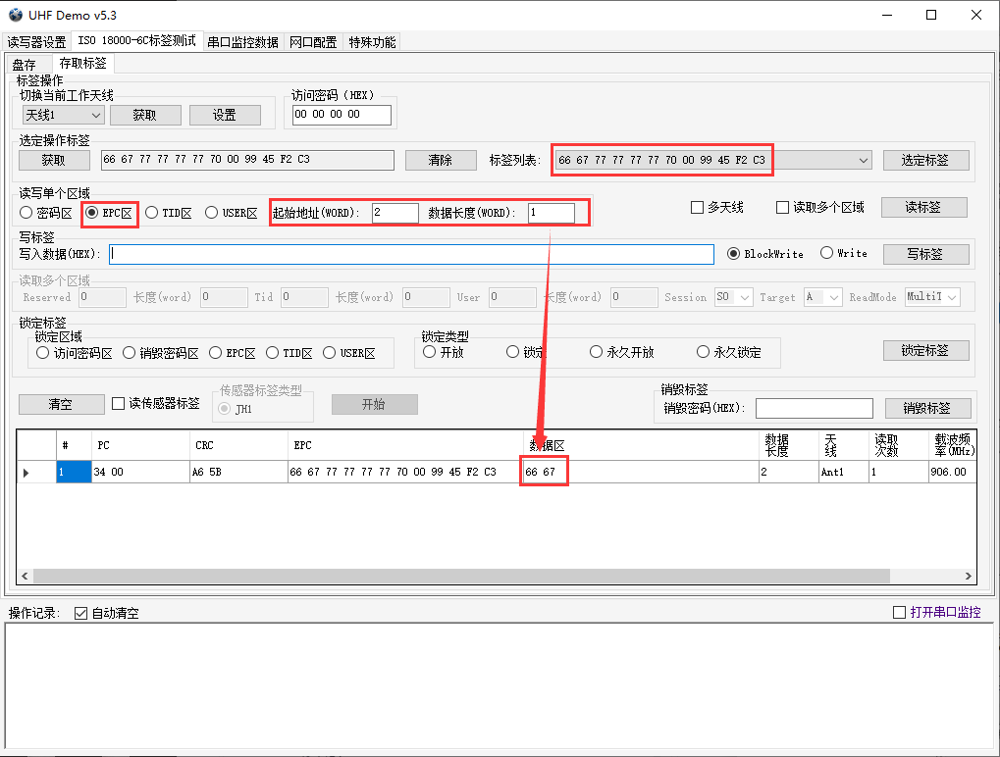 UHF Demo v5.3
读写器设置 ISO 18000-6C标签测试 串口监控数据 网口配置 特殊功能
盘存 存取标签
标签操作
切换当前工作天线 访问密码（HEX）
天线1 获取 设置 00 00 00 00
选定操作标签
获取 66 67 77 77 77 77 70 00 99 45 F2 C3 清除 标签列表: 66 67 77 77 77 77 70 00 99 45 F2 C3 选定标签
读写单个区域
密码区 EPC区 TID区 USER区 起始地址(WORD): 2 数据长度(WORD): 1 多天线 读取多个区域 读标签
写标签
写入数据(HEX): BlockWrite Write 写标签
读取多个区域
Reserved 0 长度(word) 0 Tid 0 长度(word) 0 User 0 长度(word) 0 Session S0 Target A ReadMode MultiT
锁定标签
锁定区域 锁定类型
访问密码区 销毁密码区 EPC区 TID区 USER区 开放 锁定 永久开放 永久锁定 锁定标签
清空 读传感器标签 传感器标签类型 JH1 开始 销毁标签 销毁密码(HEX): 销毁标签
# PC CRC EPC 数据区 数据长度 天线 读取次数 载波频率(MHz)
1 34 00 A6 5B 66 67 77 77 77 77 70 00 99 45 F2 C3 66 67 2 Ant1 1 906.00
操作记录: 自动清空 打开串口监控